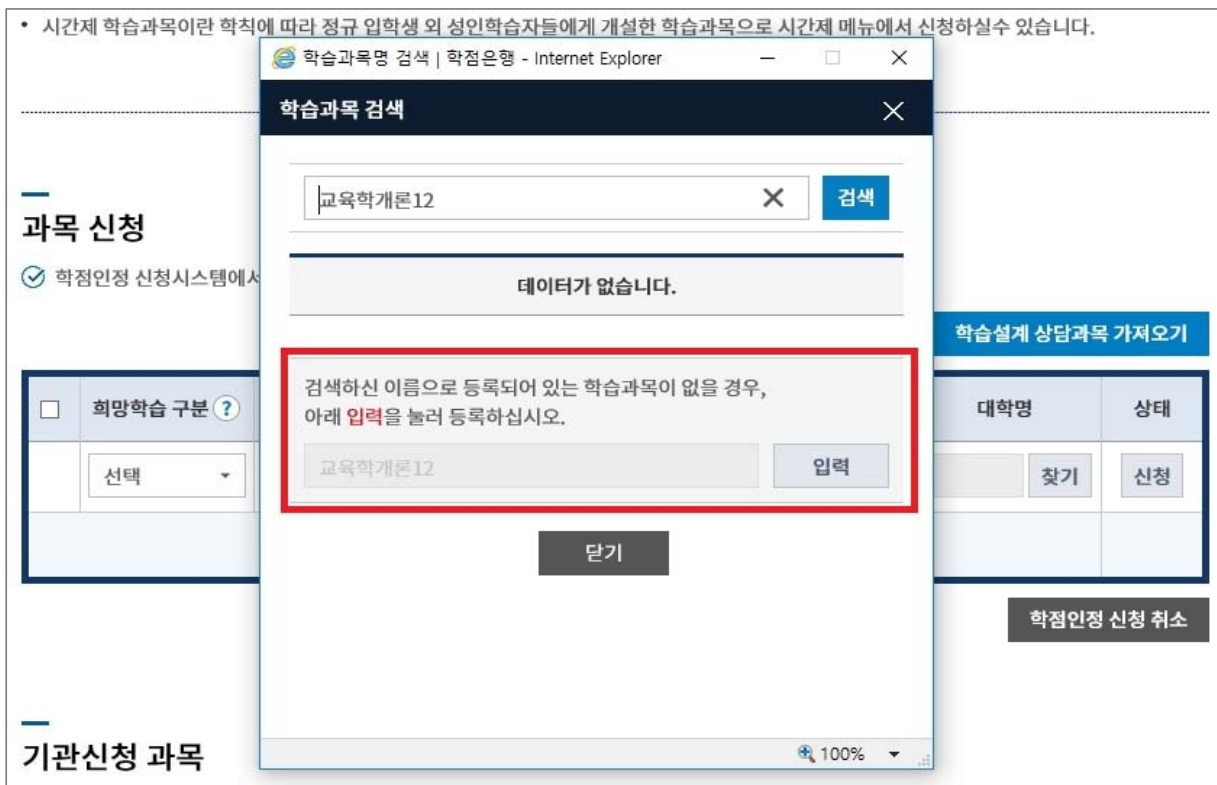 • 시간제 학습과목이란 학칙에 따라 정규 입학생 외 성인학습자들에게 개설한 학습과목으로 시간제 메뉴에서 신청하실수 있습니다.
학습과목명 검색 | 학점은행 - Internet Explorer
학습과목 검색
교육학개론12
검색
과목 신청
학점인정 신청시스템에서
데이터가 없습니다.
학습설계 상담과목 가져오기
검색하신 이름으로 등록되어 있는 학습과목이 없을 경우,
아래 입력을 눌러 등록하십시오.
교육학개론12
입력
희망학습 구분 ?
대학명
상태
선택
찾기
신청
닫기
학점인정 신청 취소
기관신청 과목
100%